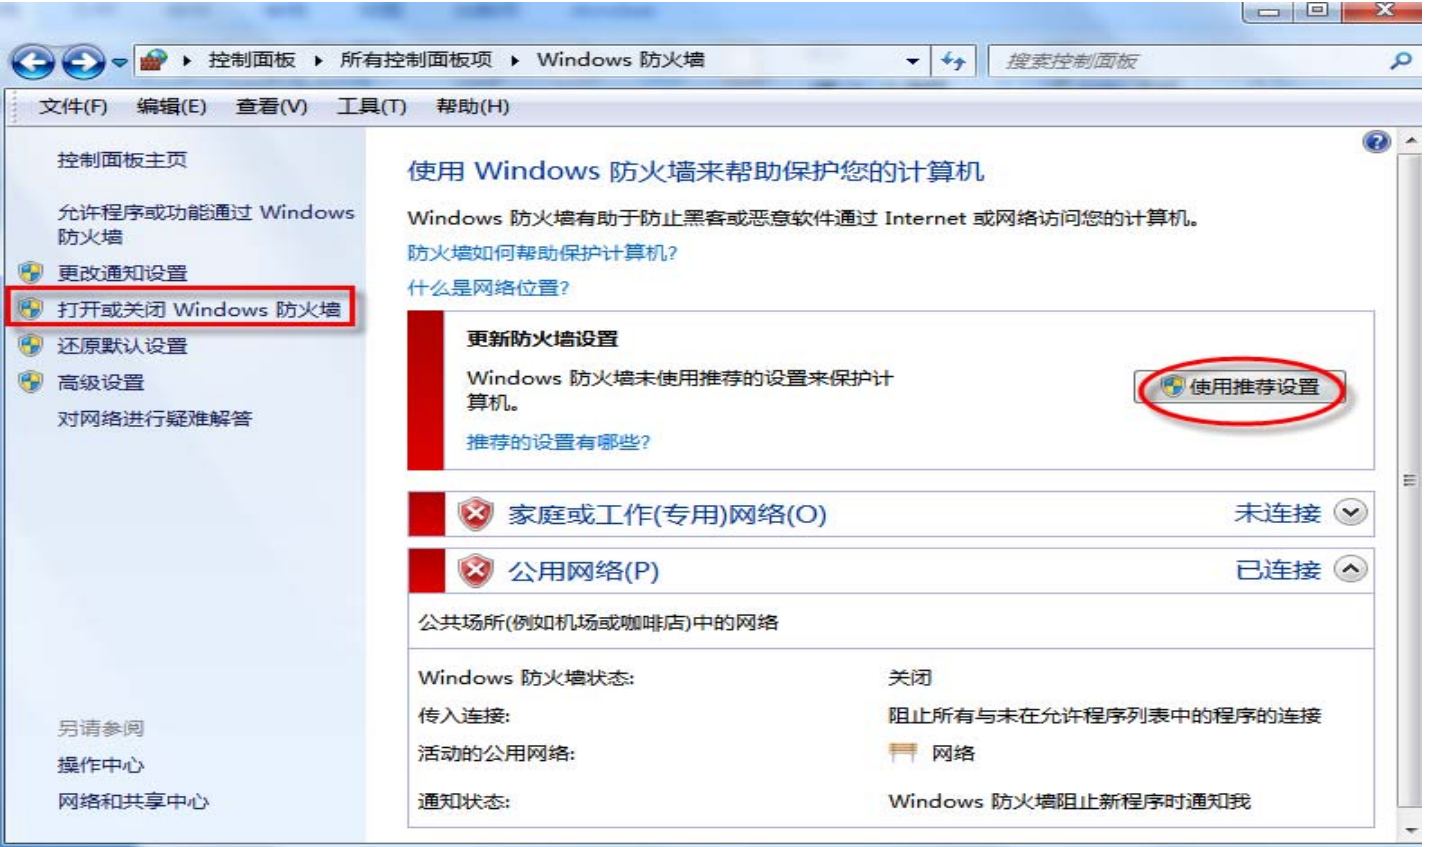 控制面板 ▸ 所有控制面板项 ▸ Windows 防火墙
搜索控制面板
文件(F) 编辑(E) 查看(V) 工具(T) 帮助(H)
控制面板主页
允许程序或功能通过 Windows
防火墙
更改通知设置
打开或关闭 Windows 防火墙
还原默认设置
高级设置
对网络进行疑难解答
另请参阅
操作中心
网络和共享中心
使用 Windows 防火墙来帮助保护您的计算机
Windows 防火墙有助于防止黑客或恶意软件通过 Internet 或网络访问您的计算机。
防火墙如何帮助保护计算机?
什么是网络位置?
更新防火墙设置
Windows 防火墙未使用推荐的设置来保护计
算机。
使用推荐设置
推荐的设置有哪些?
家庭或工作(专用)网络(O) 未连接
公用网络(P) 已连接
公共场所(例如机场或咖啡店)中的网络
Windows 防火墙状态: 关闭
传入连接: 阻止所有与未在允许程序列表中的程序的连接
活动的公用网络: 网络
通知状态: Windows 防火墙阻止新程序时通知我